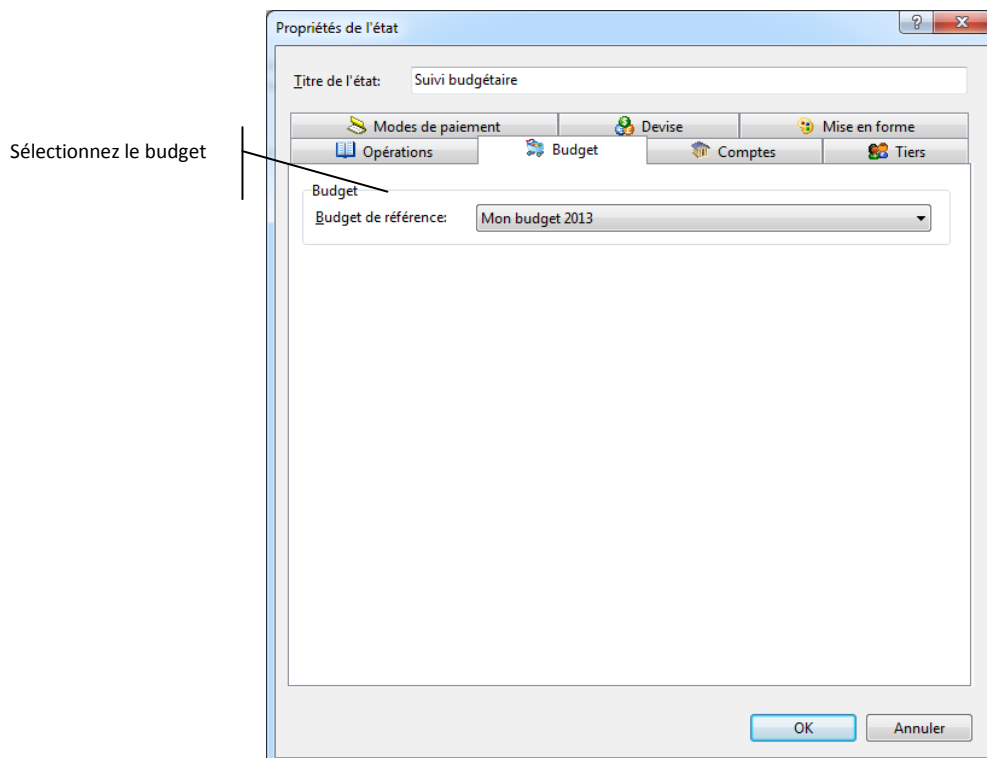 Propriétés de l'état
Titre de l'état: Suivi budgétaire
Modes de paiement Devise Mise en forme
Opérations Budget Comptes Tiers
Sélectionnez le budget
Budget
Budget de référence: Mon budget 2013
OK Annuler